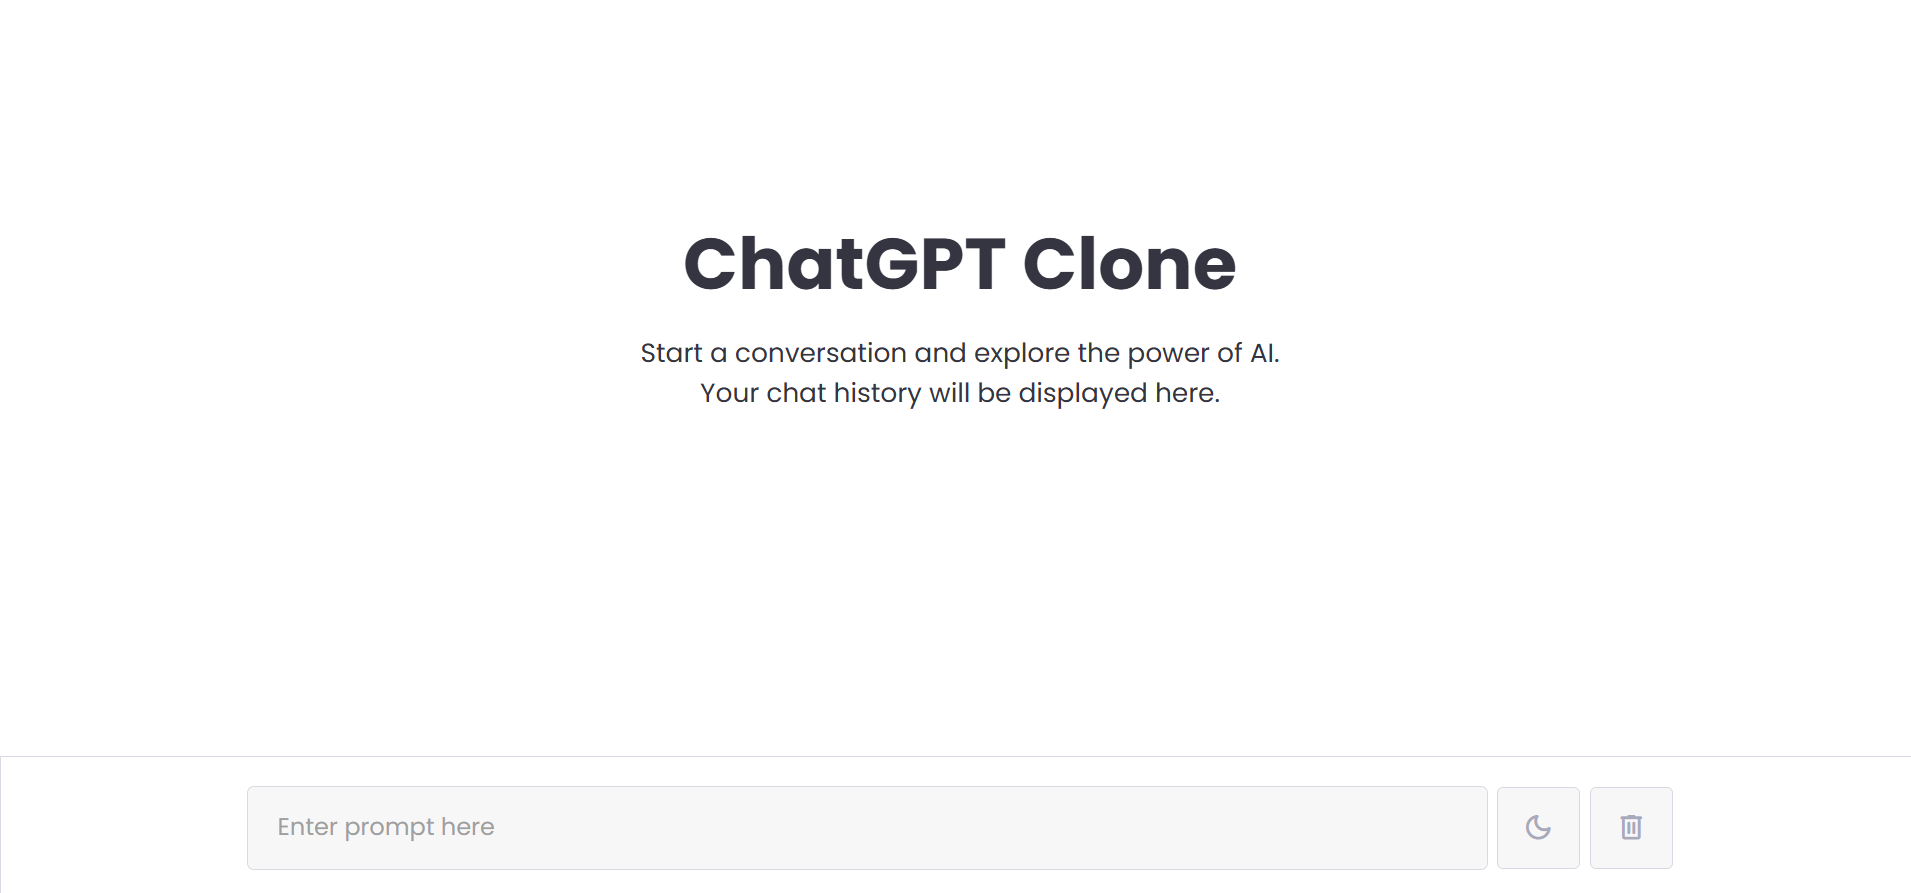 ChatGPT Clone
Start a conversation and explore the power of AI.
Your chat history will be displayed here.
Enter prompt here